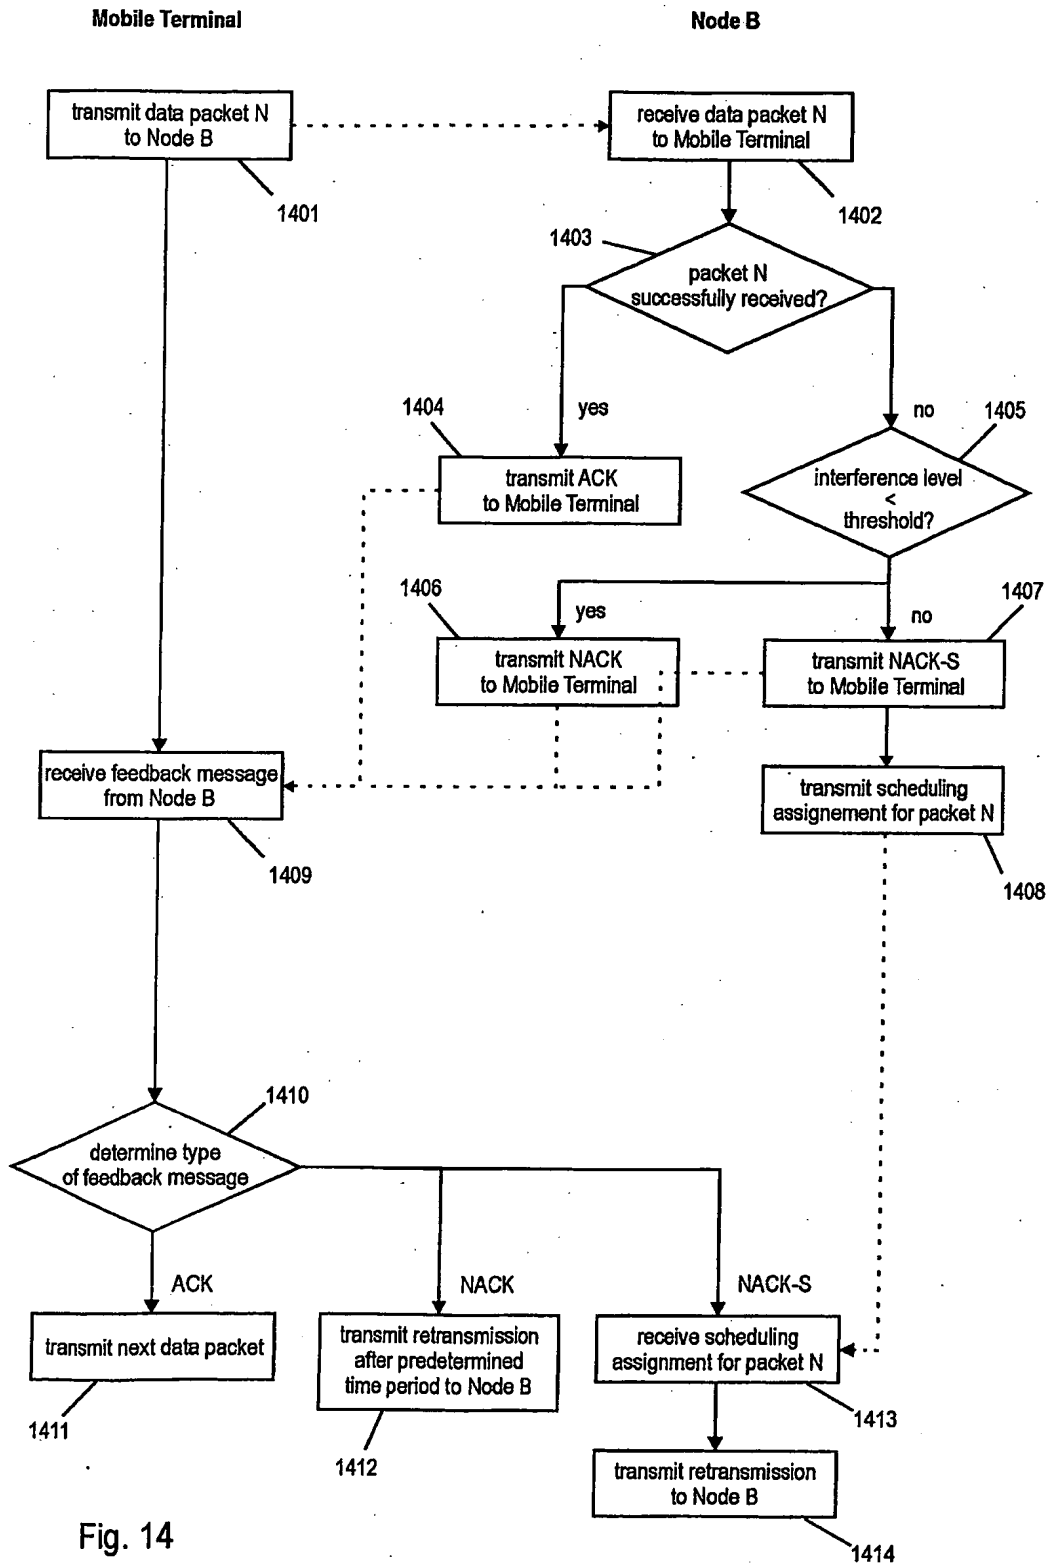 Mobile Terminal
Node B
transmit data packet N
to Node B
1401
receive data packet N
to Mobile Terminal
1402
1403
packet N
successfully received?
yes
no
1404
transmit ACK
to Mobile Terminal
1405
interference level
<
threshold?
yes
no
1406
transmit NACK
to Mobile Terminal
1407
transmit NACK-S
to Mobile Terminal
receive feedback message
from Node B
1409
transmit scheduling
assignement for packet N
1408
1410
determine type
of feedback message
ACK
NACK
NACK-S
transmit next data packet
1411
transmit retransmission
after predetermined
time period to Node B
1412
receive scheduling
assignment for packet N
1413
transmit retransmission
to Node B
1414
Fig. 14